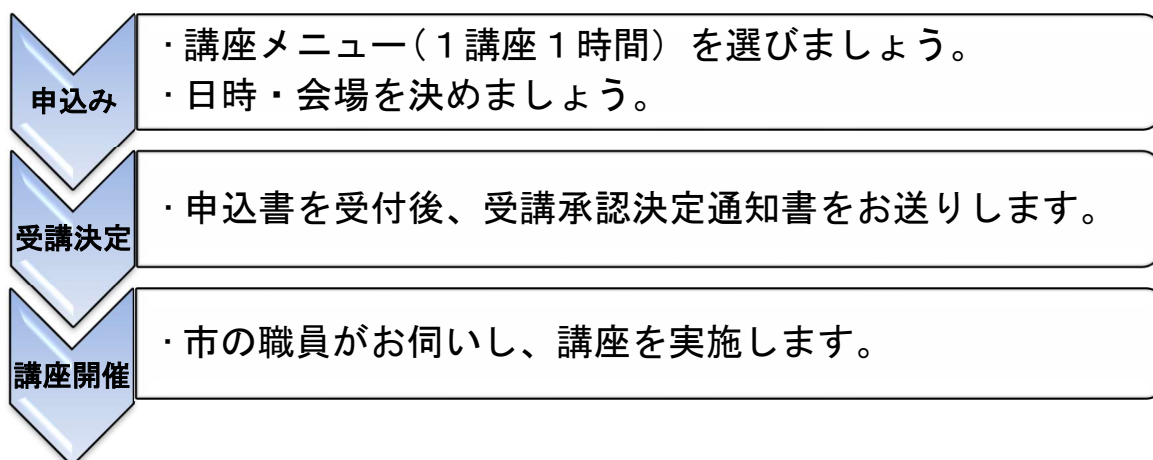 申込み
・講座メニュー(1講座1時間)を選びましょう。
・日時・会場を決めましょう。
受講決定
・申込書を受付後、受講承認決定通知書をお送りします。
講座開催
・市の職員がお伺いし、講座を実施します。